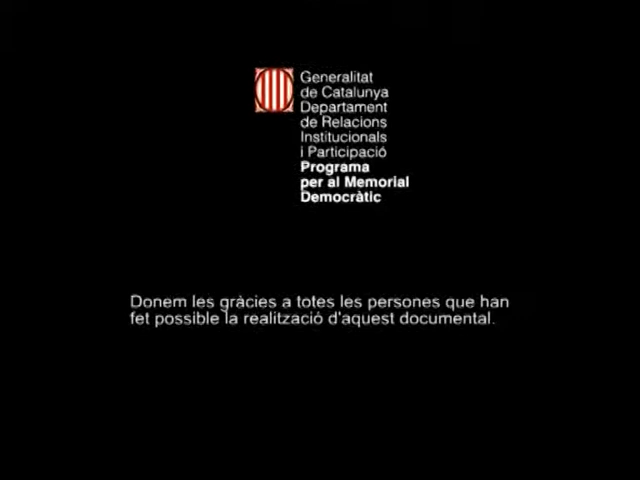 Generalitat
de Catalunya
Departament
de Relacions
Institucionals
i Participació
Programa
per al Memorial
Democràtic
Donem les gràcies a totes les persones que han
fet possible la realització d'aquest documental.